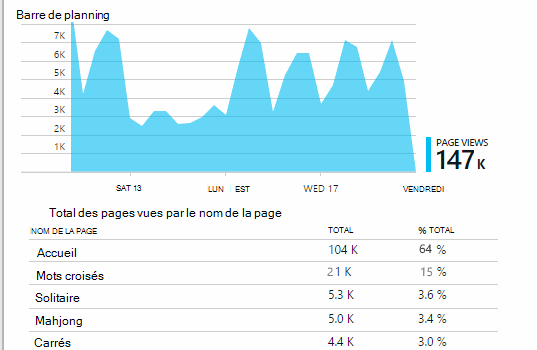 Barre de planning
7K
6K
5K
4K
3K
2K
1K
PAGE VIEWS
147 K
SAT 13 LUN EST WED 17 VENDREDI
Total des pages vues par le nom de la page
NOM DE LA PAGE TOTAL % TOTAL
Accueil 104 K 64 %
Mots croisés 21 K 15 %
Solitaire 5.3 K 3.6 %
Mahjong 5.0 K 3.4 %
Carrés 4.4 K 3.0 %